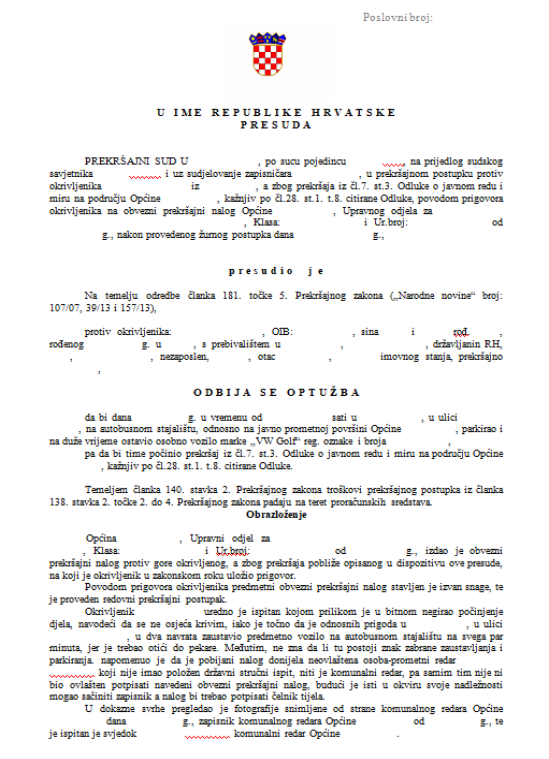 Poslovni broj:
U IME REPUBLIKE HRVATSKE
PRESUDA
PREKRŠAJNI SUD U , po sucu pojedincu , na prijedlog sudskog
savjetnika i uz sudjelovanje zapisničara , u prekršajnom postupku protiv
okrivljenika iz , a zbog prekršaja iz čl.7. st.3. Odluke o javnom redu i
miru na području Općine , kažnjiv po čl.28. st.1. t.8. citirane Odluke, povodom prigovora
okrivljenika na obvezni prekršajni nalog Općine , Upravnog odjela za
, Klasa: i Ur.broj: od
g., nakon provedenog žurnog postupka dana g.,
presudio je
Na temelju odredbe članka 181. točke 5. Prekršajnog zakona („Narodne novine“ broj:
107/07, 39/13 i 157/13),
protiv okrivljenika: , OIB: , sina i rođ. ,
rođenog g. u , s prebivalištem u , , državljanin RH,
, , nezaposlen, , otac , imovnog stanja, prekršajno
,
ODBIJA SE OPTUŽBA
da bi dana g. u vremenu od sati u , u ulici
, na autobusnom stajalištu, odnosno na javno prometnoj površini Općine , parkirao i
na duže vrijeme ostavio osobno vozilo marke „VW Golf“ reg. oznake i broja ,
pa da bi time počinio prekršaj iz čl.7. st.3. Odluke o javnom redu i miru na području Općine
, kažnjiv po čl.28. st.1. t.8. citirane Odluke.
Temeljem članka 140. stavka 2. Prekršajnog zakona troškovi prekršajnog postupka iz članka
138. stavka 2. točke 2. do 4. Prekršajnog zakona padaju na teret proračunskih sredstava.
Obrazloženje
Općina , Upravni odjel za
, Klasa: i Ur.broj: od g., izdao je obvezni
prekršajni nalog protiv gore okrivljenog, a zbog prekršaja pobliže opisanog u dispozitivu ove presude,
na koji je okrivljenik u zakonskom roku uložio prigovor.
Povodom prigovora okrivljenika predmetni obvezni prekršajni nalog stavljen je izvan snage, te
je proveden redovni prekršajni postupak.
Okrivljenik uredno je ispitan kojom prilikom je u bitnom negirao počinjenje
djela, navodeći da se ne osjeća krivim, iako je točno da je odnosnih prigoda u , u ulici
, u dva navrata zaustavio predmetno vozilo na autobusnom stajalištu na svega par
minuta, jer je trebao otići do pekare. Međutim, ne zna da li tu postoji znak zabrane zaustavljanja i
parkiranja. napomenuo je da je pobijani nalog donijela neovlaštena osoba-prometni redar
koji nije imao položen državni stručni ispit, niti je komunalni redar, pa samim tim nije ni
bio ovlašten potpisati navedeni obvezni prekršajni nalog, budući je isti u okviru svoje nadležnosti
mogao sačiniti zapisnik a nalog bi trebao potpisati čelnik tijela.
U dokazne svrhe pregledao je fotografije snimljene od strane komunalnog redara Općine
dana g., zapisnik komunalnog redara Općine od g., te
je ispitan je svjedok komunalni redar Općine .